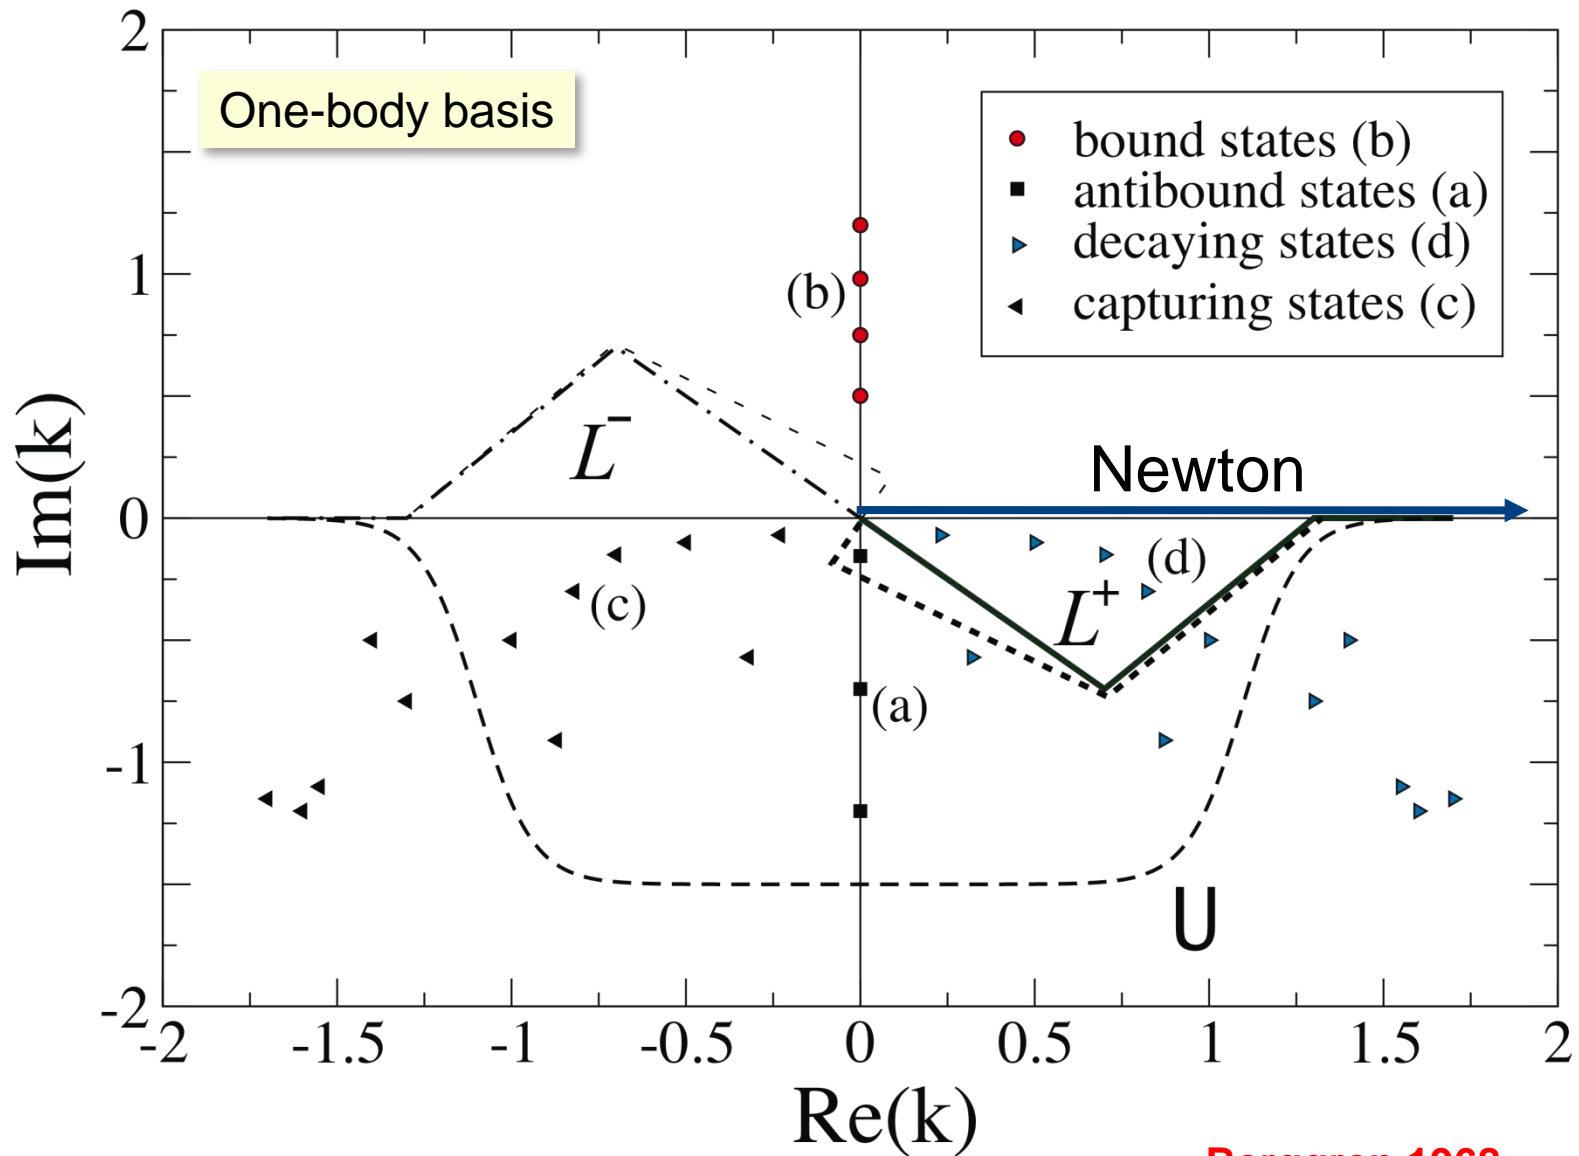 One-body basis
bound states (b)
antibound states (a)
decaying states (d)
capturing states (c)
2
1
0
-1
-2
Im(k)
(b)
L-
Newton
(d)
L+
(c)
(a)
U
-2 -1.5 -1 -0.5 0 0.5 1 1.5 2
Re(k)
1968